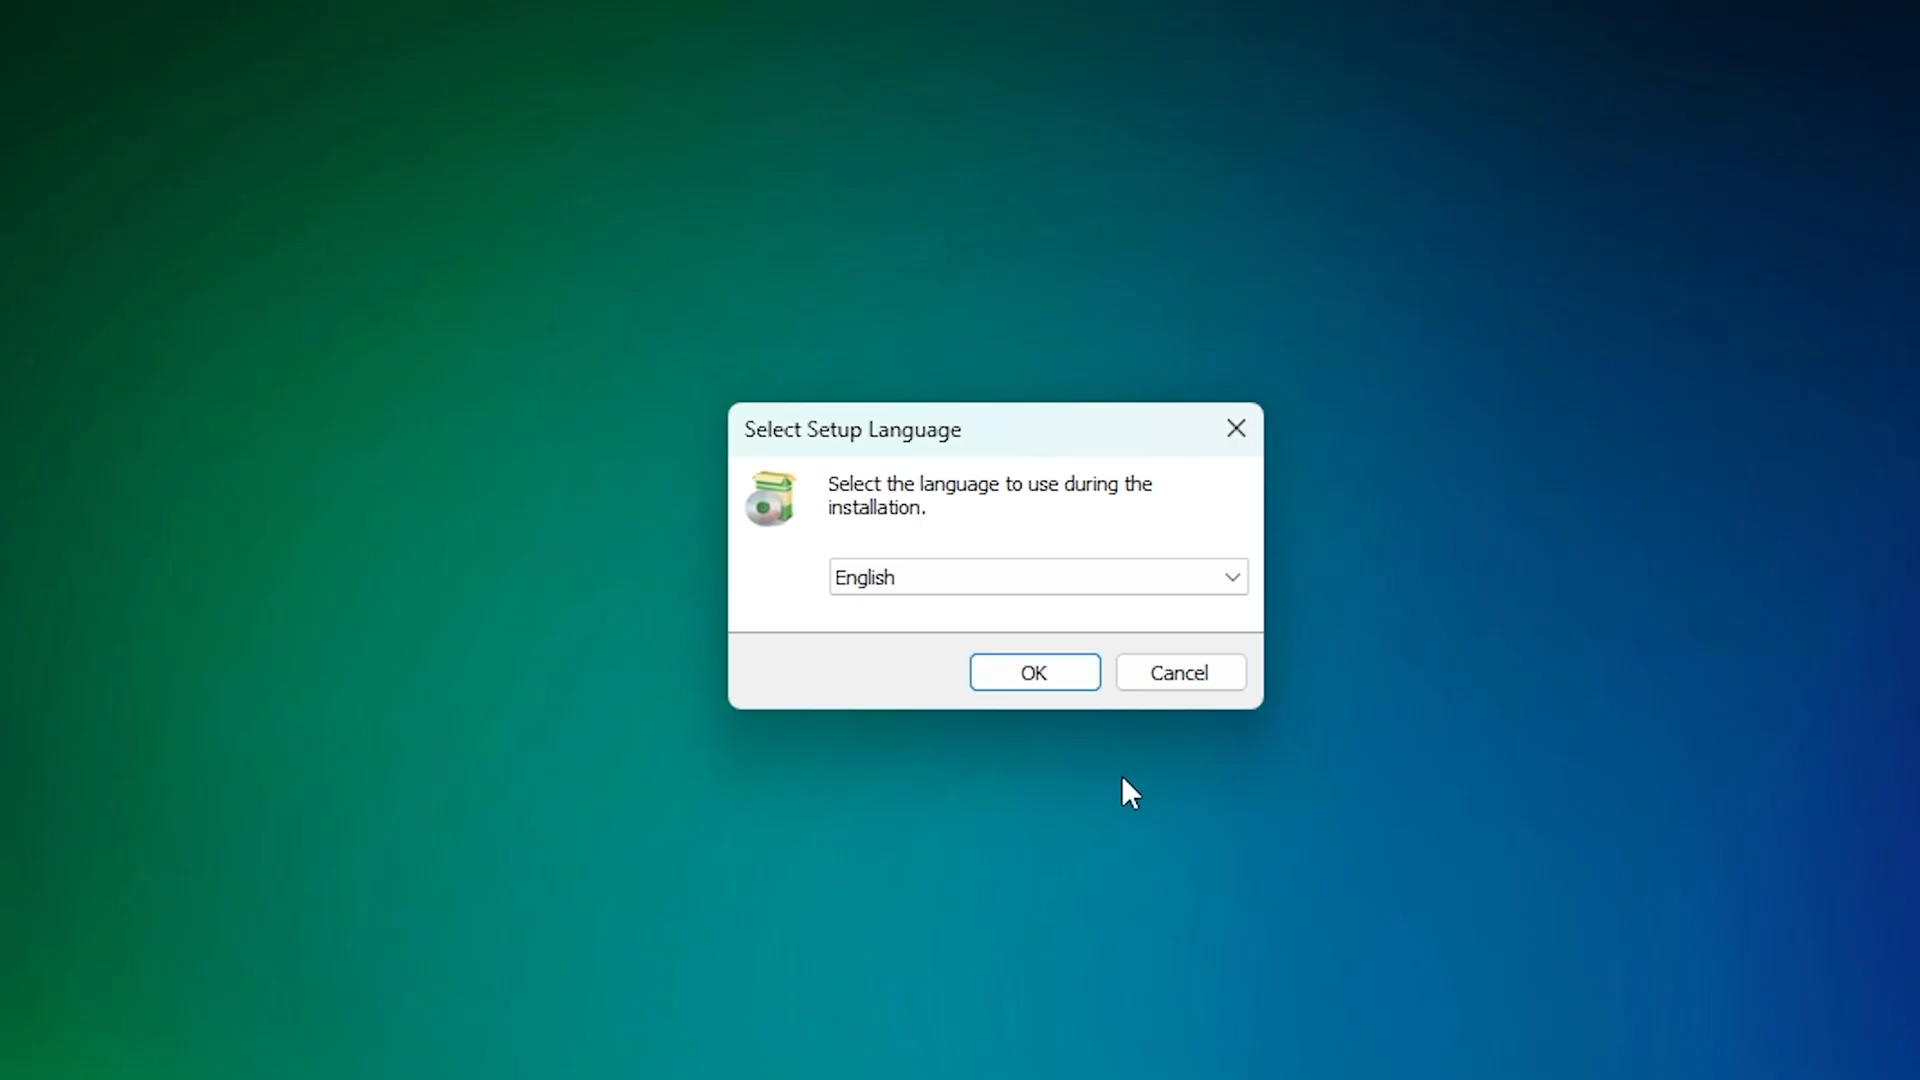 Select Setup Language
Select the language to use during the
installation.
English
OK
Cancel